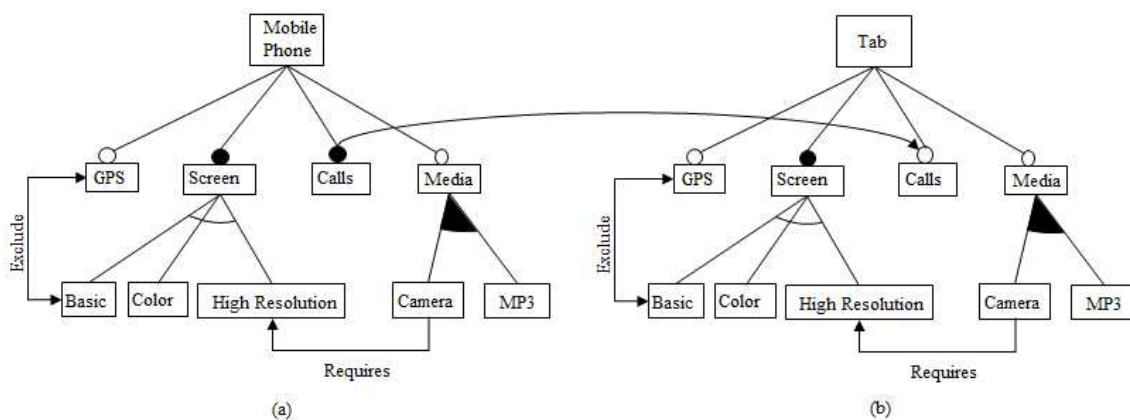 Mobile
Phone
GPS
Screen
Calls
Media
Exclude
Basic
Color
High Resolution
Camera
MP3
Requires
(a)
Tab
GPS
Screen
Calls
Media
Exclude
Basic
Color
High Resolution
Camera
MP3
Requires
(b)